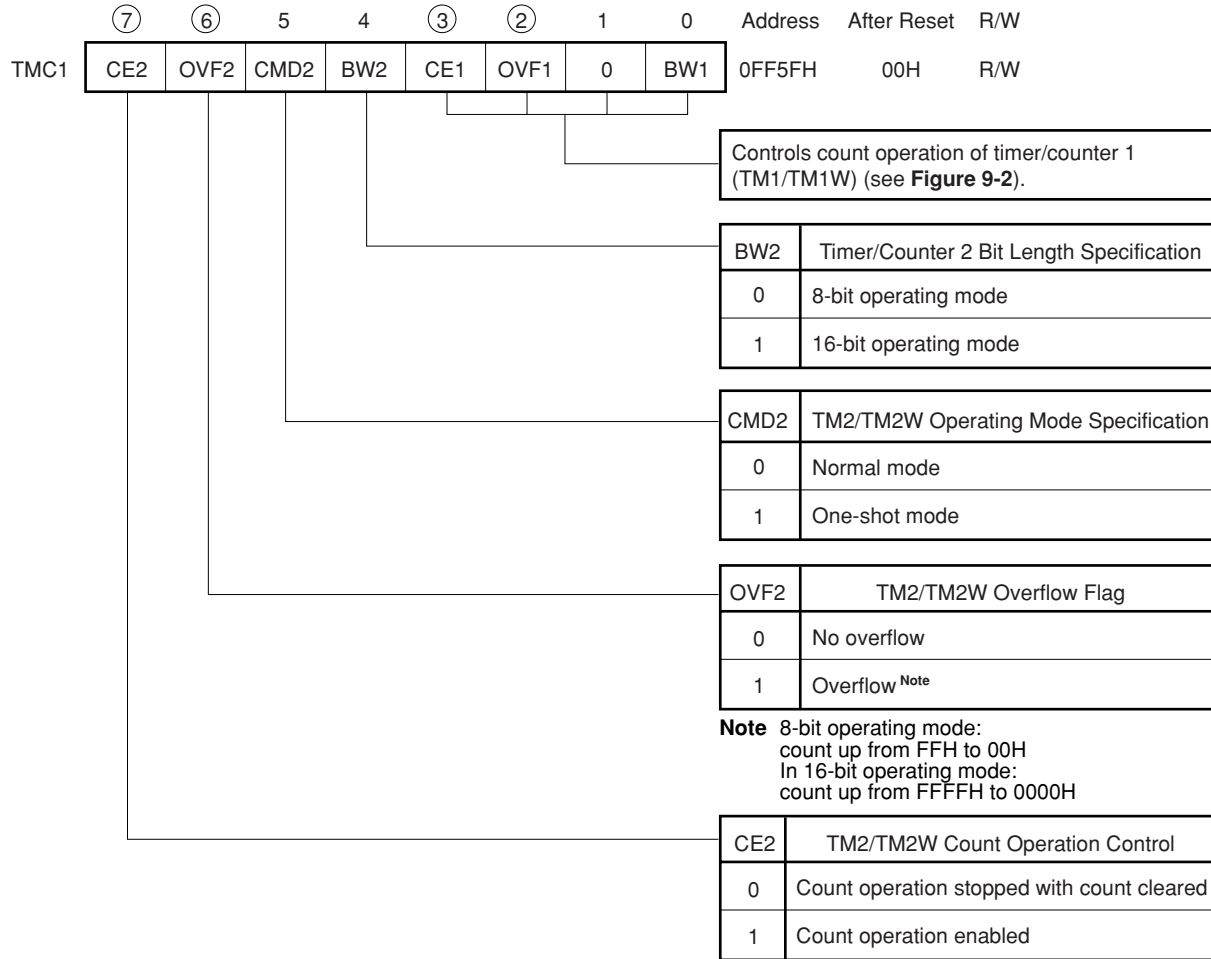 ⑦ ⑥ 5 4 ③ ② 1 0 Address After Reset R/W
TMC1 CE2 OVF2 CMD2 BW2 CE1 OVF1 0 BW1 0FF5FH 00H R/W
Controls count operation of timer/counter 1
(TM1/TM1W) (see Figure 9-2).
BW2 Timer/Counter 2 Bit Length Specification
0 8-bit operating mode
1 16-bit operating mode
CMD2 TM2/TM2W Operating Mode Specification
0 Normal mode
1 One-shot mode
OVF2 TM2/TM2W Overflow Flag
0 No overflow
1 Overflow Note
Note 8-bit operating mode:
count up from FFH to 00H
In 16-bit operating mode:
count up from FFFFH to 0000H
CE2 TM2/TM2W Count Operation Control
0 Count operation stopped with count cleared
1 Count operation enabled